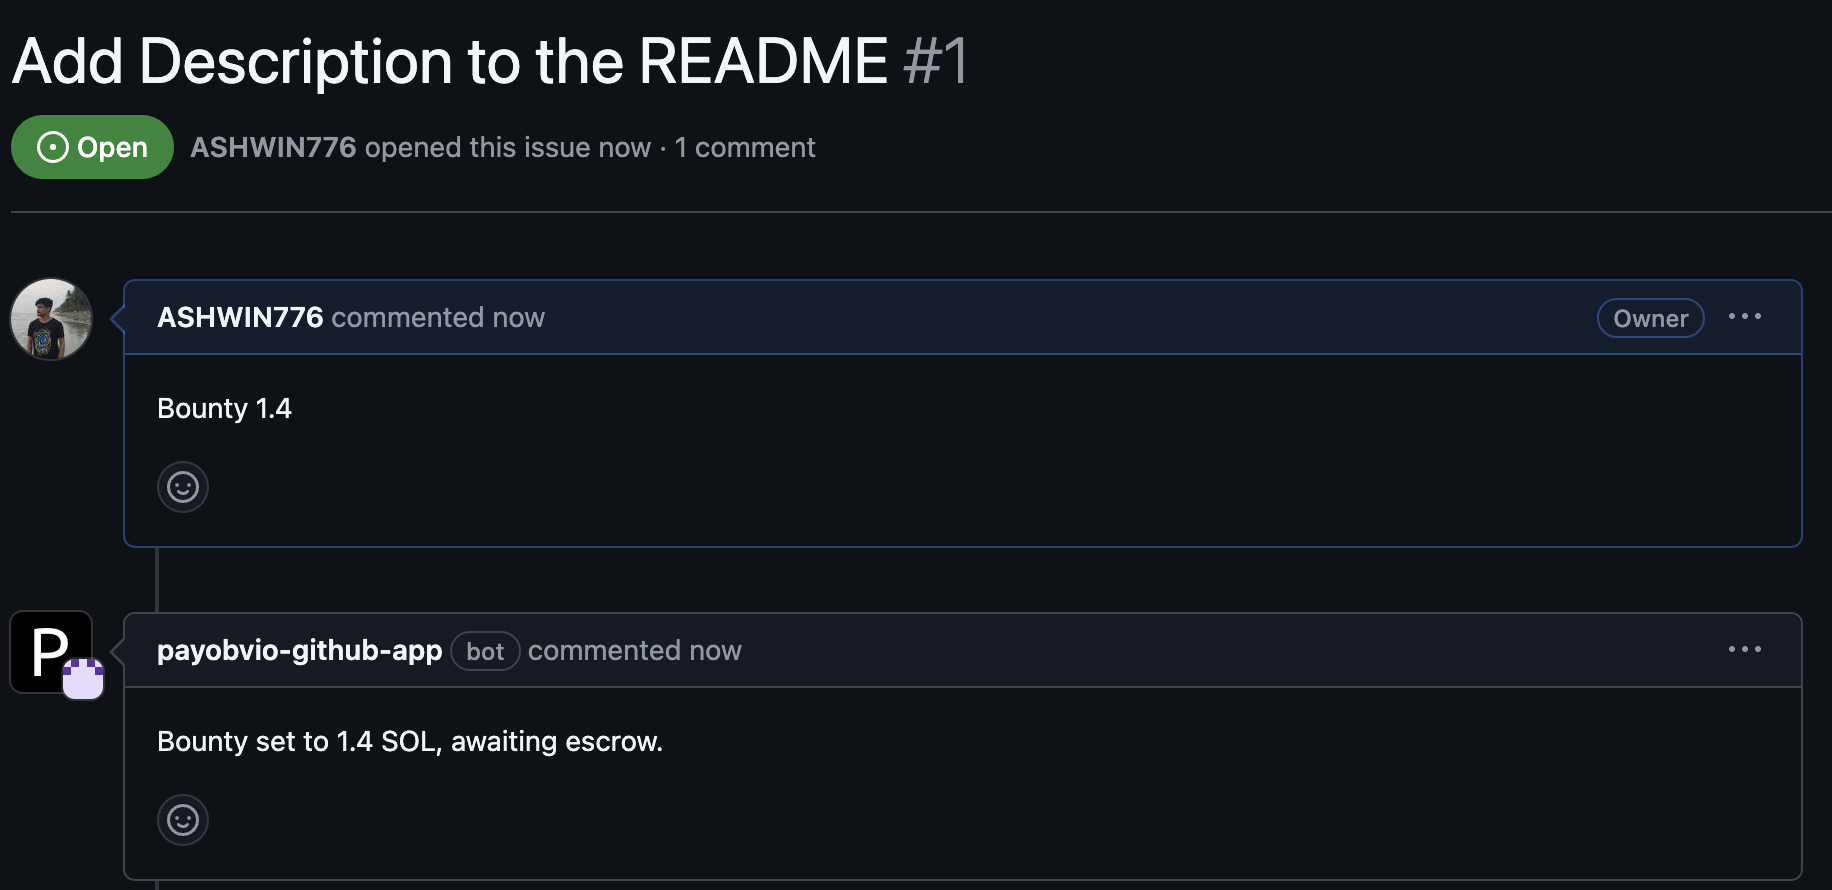 Add Description to the README #1
Open ASHWIN776 opened this issue now · 1 comment
ASHWIN776 commented now Owner ···
Bounty 1.4
P payobvio-github-app bot commented now ···
Bounty set to 1.4 SOL, awaiting escrow.